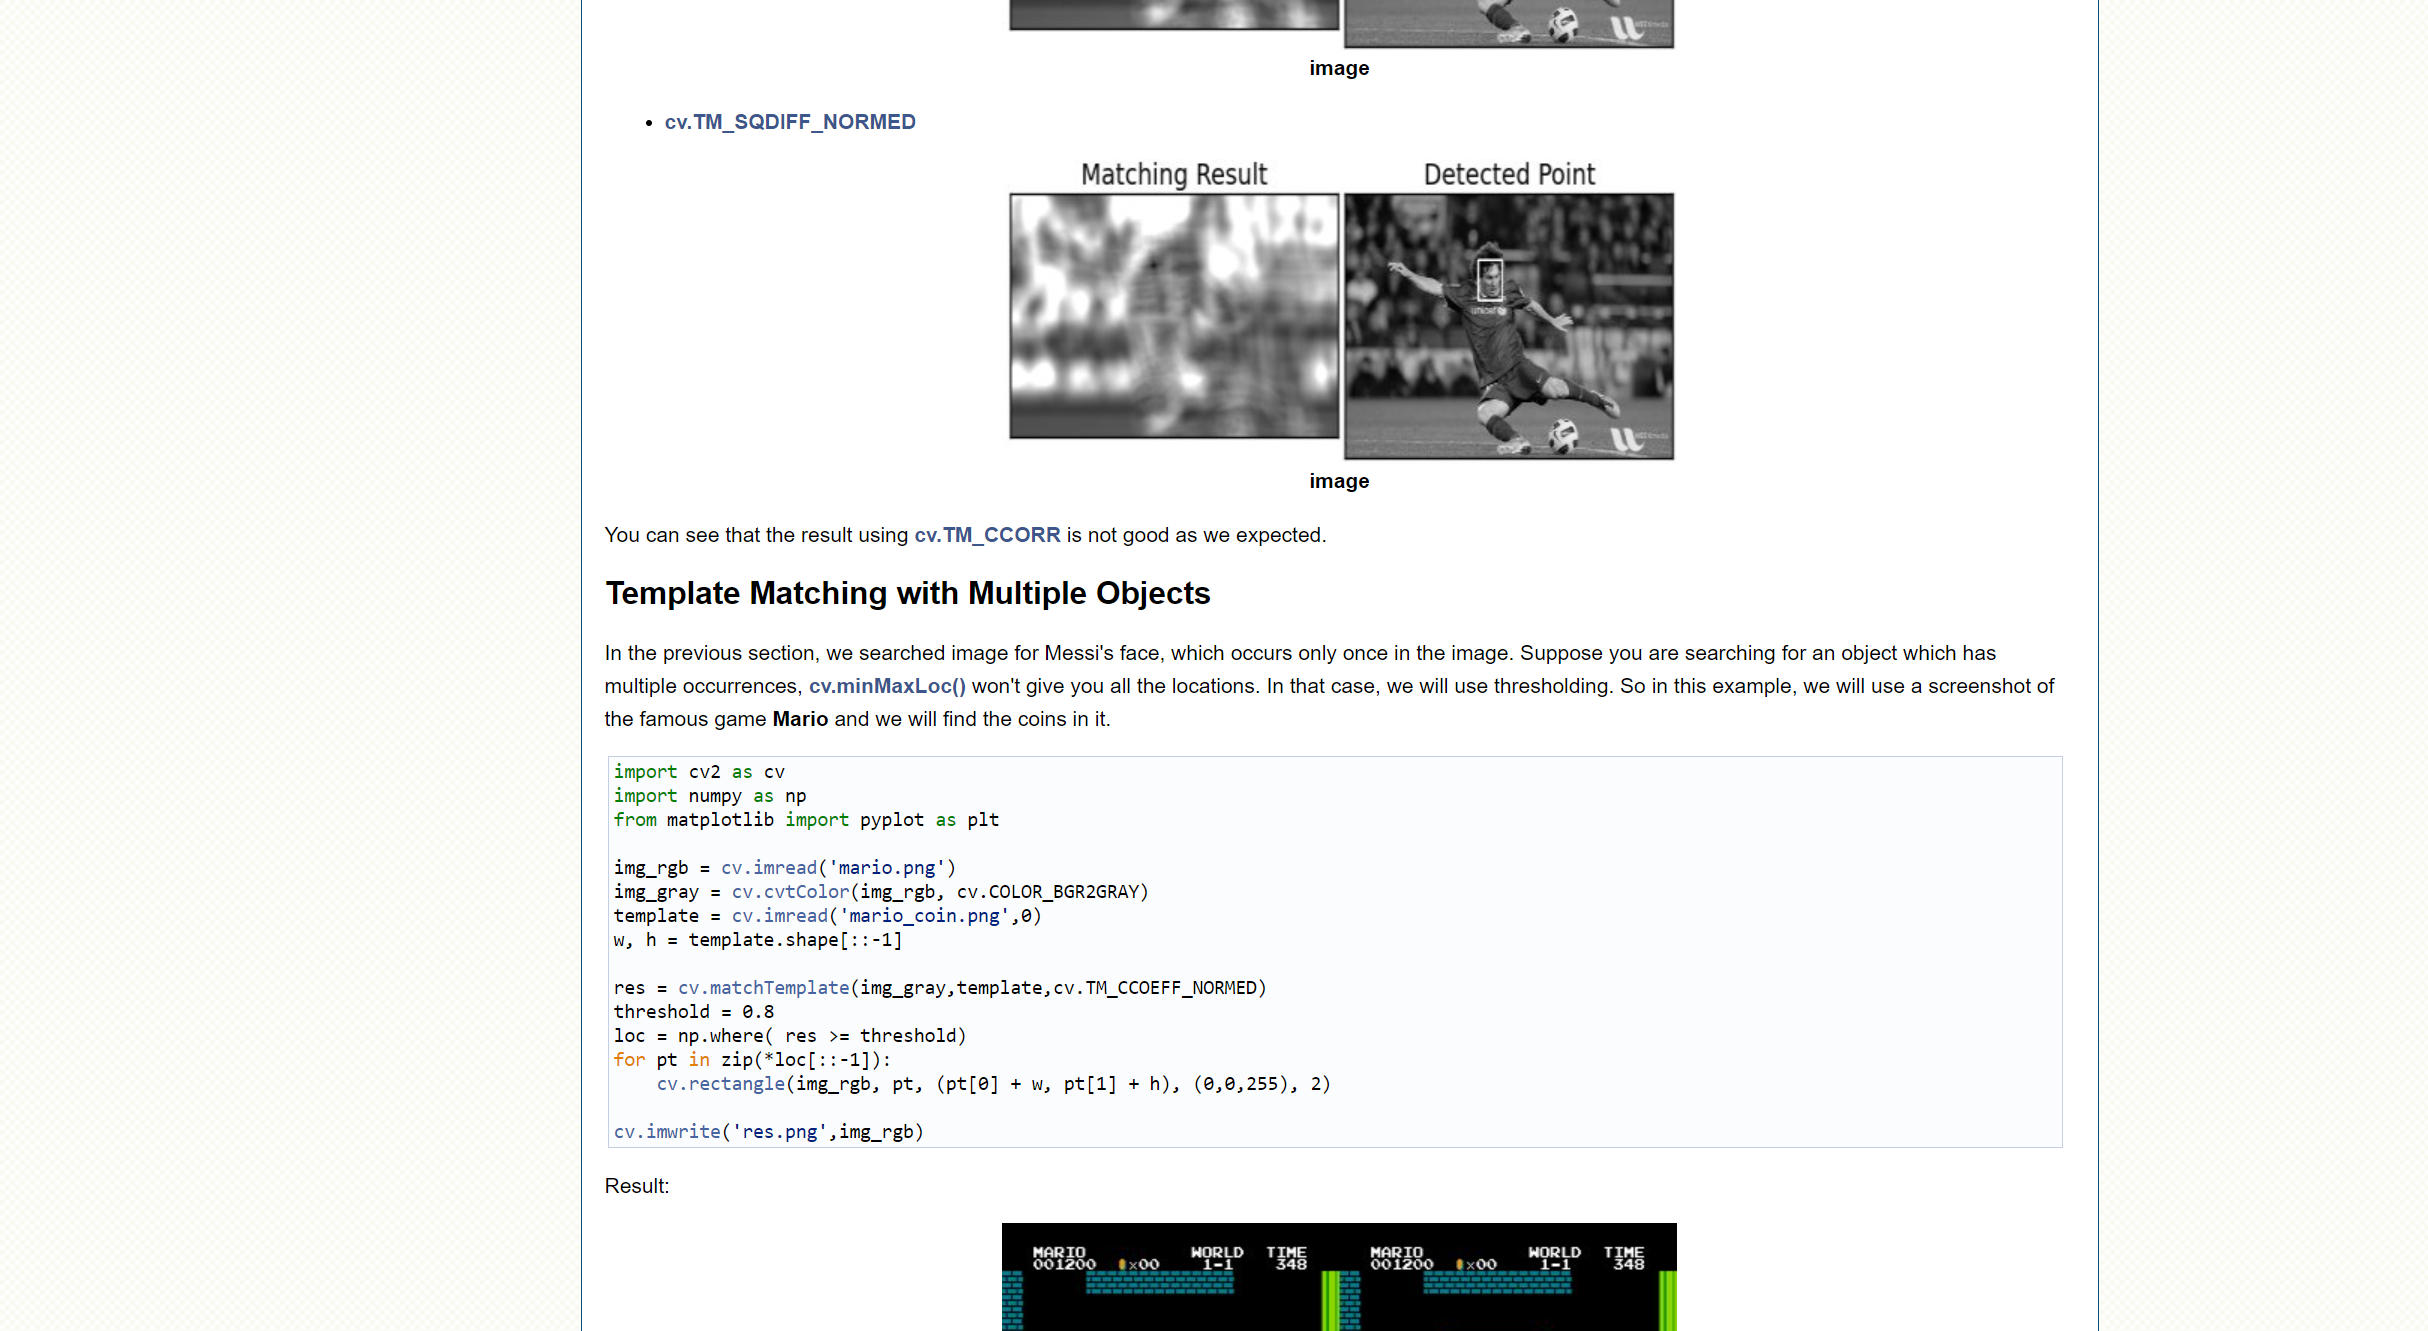 image
cv.TM_SQDIFF_NORMED
Matching Result Detected Point
unicef
image
You can see that the result using cv.TM_CCORR is not good as we expected.
Template Matching with Multiple Objects
In the previous section, we searched image for Messi's face, which occurs only once in the image. Suppose you are searching for an object which has
multiple occurrences, cv.minMaxLoc() won't give you all the locations. In that case, we will use thresholding. So in this example, we will use a screenshot of
the famous game Mario and we will find the coins in it.
import cv2 as cv
import numpy as np
from matplotlib import pyplot as plt
img_rgb = cv.imread('mario.png')
img_gray = cv.cvtColor(img_rgb, cv.COLOR_BGR2GRAY)
template = cv.imread('mario_coin.png',0)
w, h = template.shape[::-1]
res = cv.matchTemplate(img_gray,template,cv.TM_CCOEFF_NORMED)
threshold = 0.8
loc = np.where( res >= threshold)
for pt in zip(*loc[::-1]):
    cv.rectangle(img_rgb, pt, (pt[0] + w, pt[1] + h), (0,0,255), 2)
cv.imwrite('res.png',img_rgb)
Result:
MARIO WORLD TIME MARIO WORLD TIME
001200 x00 1-1 348 001200 x00 1-1 348